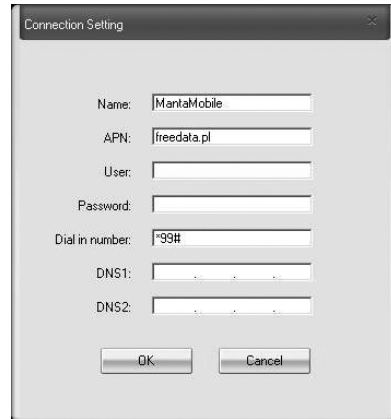 Connection Setting
Name: MantaMobile
APN: freedata.pl
User:
Password:
Dial in number: *99#
DNS1: . . .
DNS2: . . .
OK Cancel